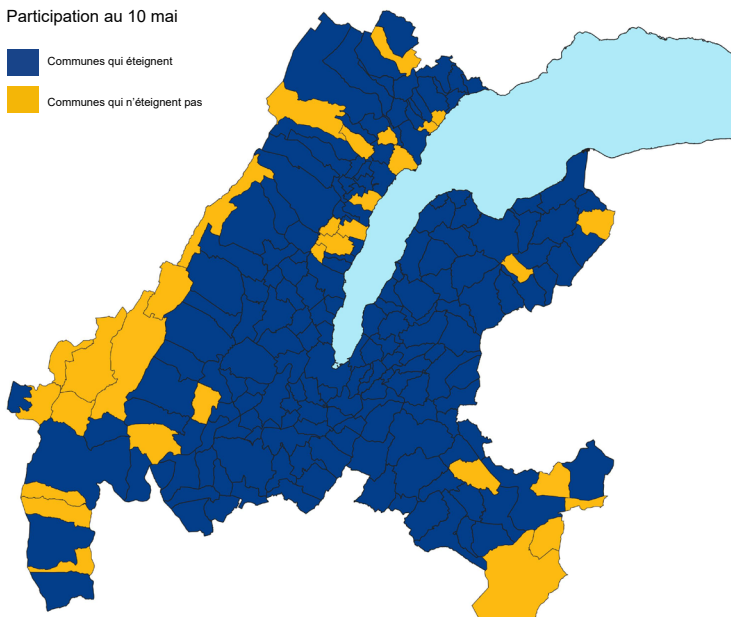 Participation au 10 mai
Communes qui éteignent
Communes qui n'éteignent pas